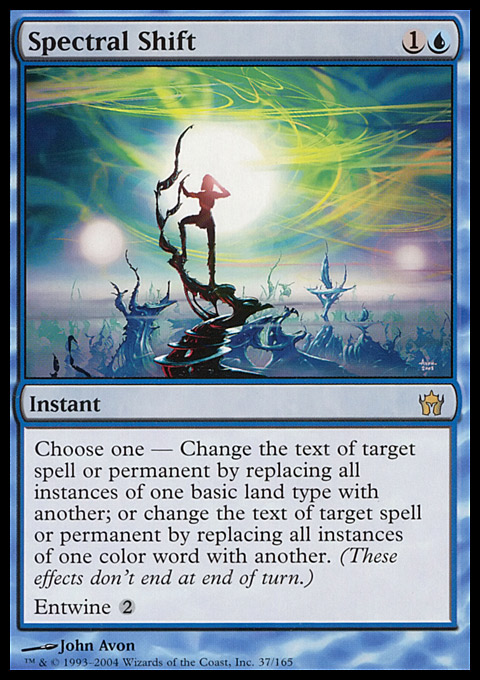 Spectral Shift
1
Instant
Choose one — Change the text of target
spell or permanent by replacing all
instances of one basic land type with
another; or change the text of target spell
or permanent by replacing all instances
of one color word with another. (These
effects don't end at end of turn.)
Entwine 2
John Avon
™ & © 1993–2004 Wizards of the Coast, Inc. 37/165